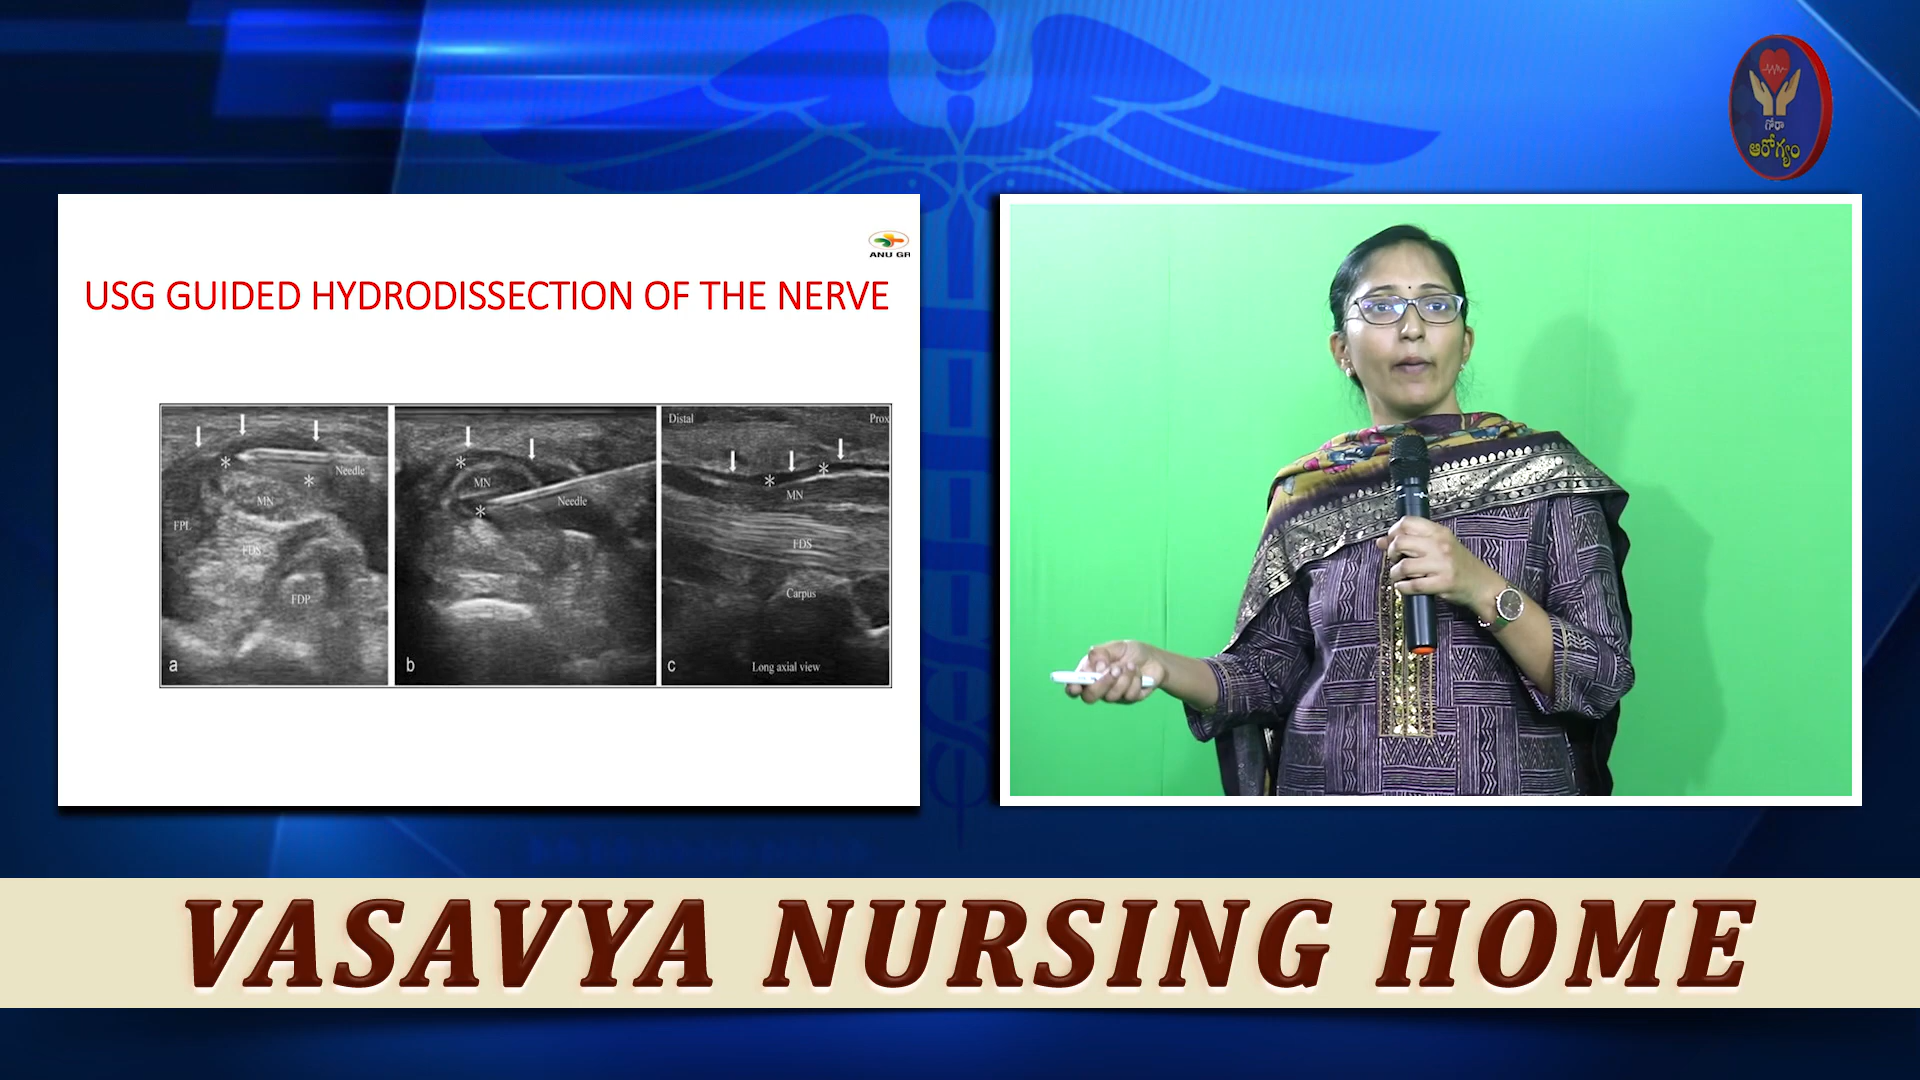 గోరా
ఆరోగ్యం
ANU GR
USG GUIDED HYDRODISSECTION OF THE NERVE
Needle
MN
FPL
FDS
FDP
a
MN
Needle
b
Distal
Prox
MN
FDS
Carpus
c
Long axial view
VASAVYA NURSING HOME